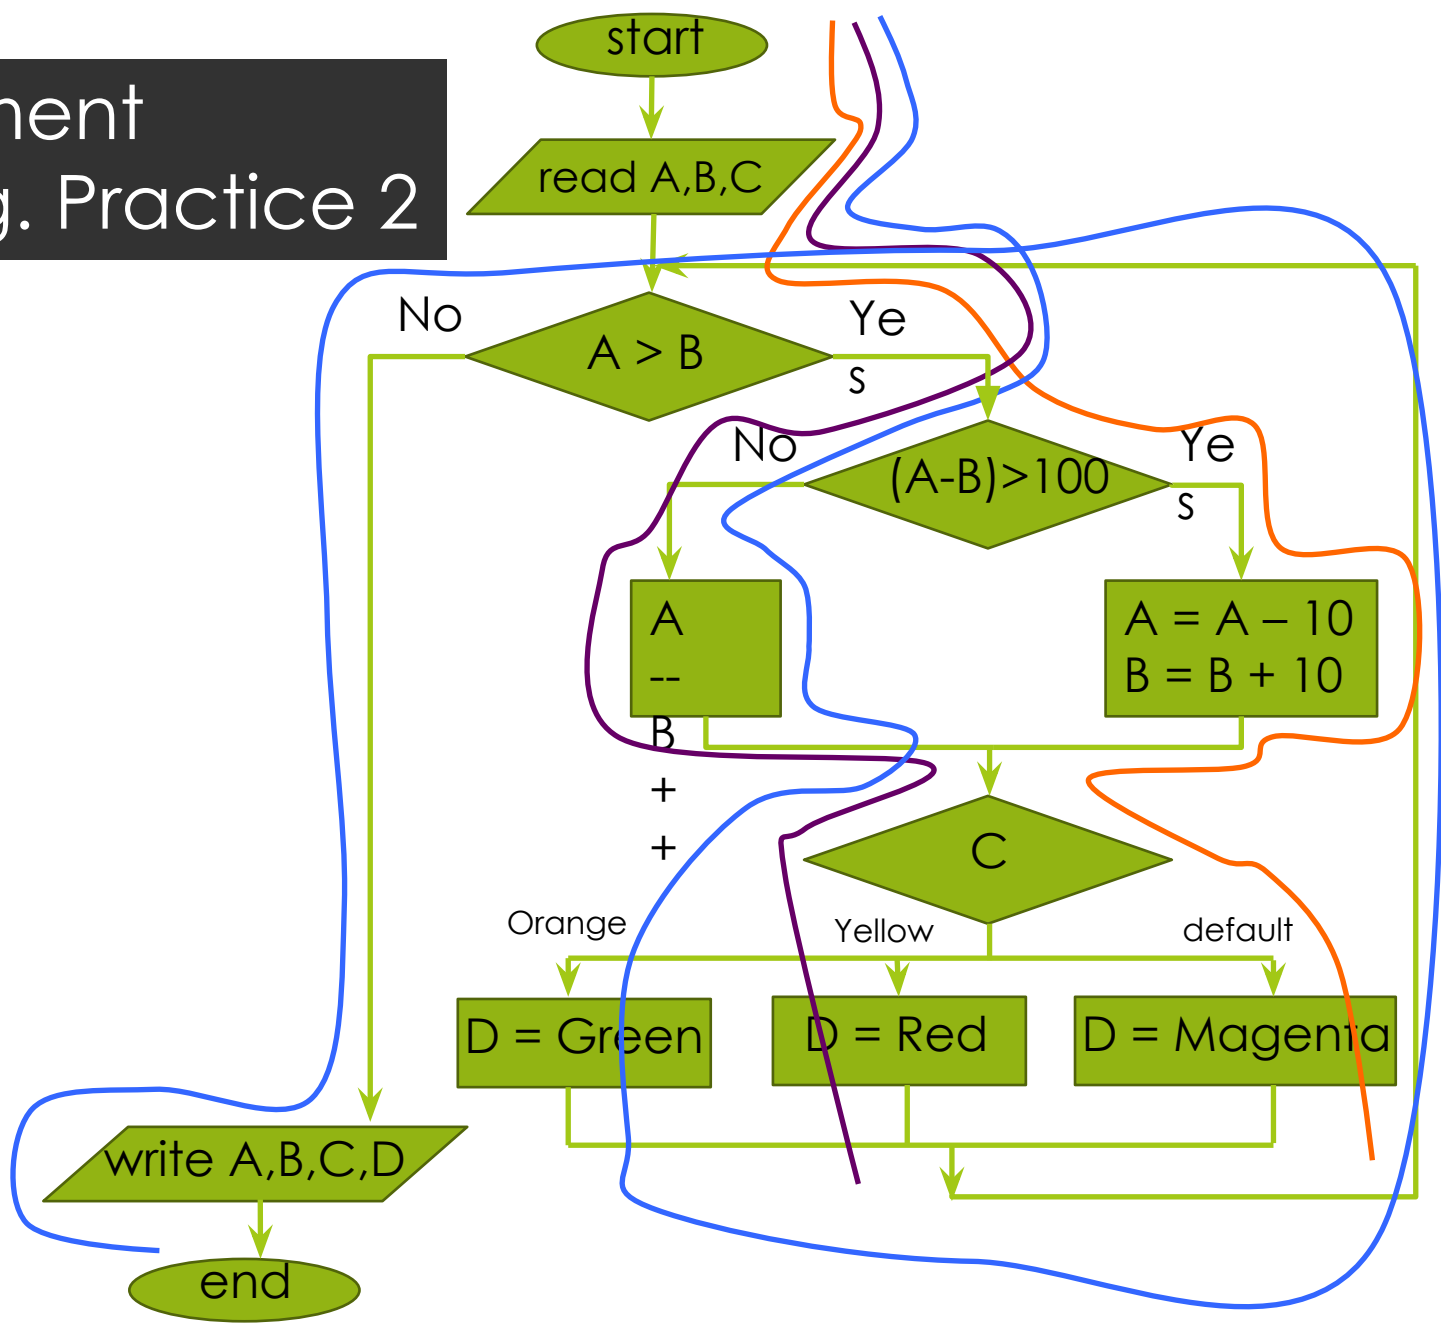 start
ment
g. Practice 2
read A,B,C
No
Ye
s
A > B
No
Ye
s
(A-B)>100
A
--
B
+
+
A = A – 10
B = B + 10
C
Orange
Yellow
default
D = Green
D = Red
D = Magenta
write A,B,C,D
end